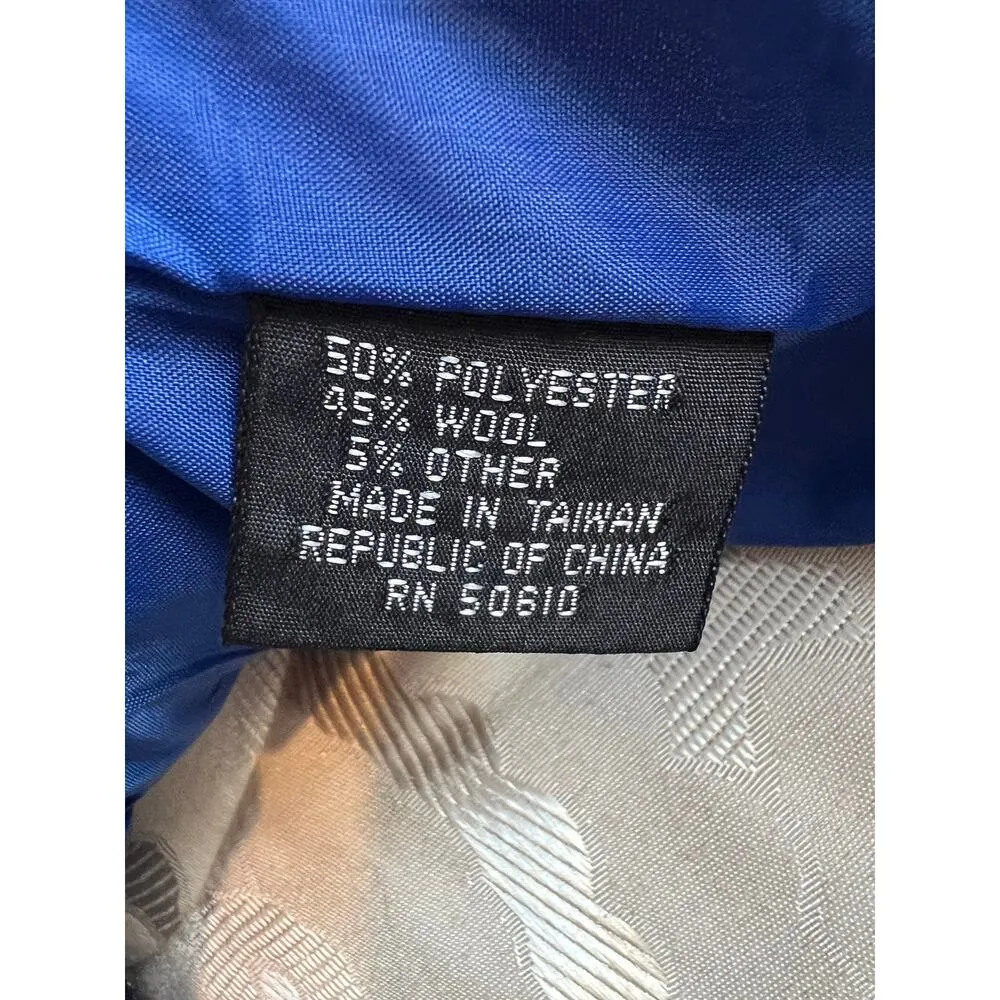 50% POLYESTER
45% WOOL
5% OTHER
MADE IN TAIWAN
REPUBLIC OF CHINA
RN 50610